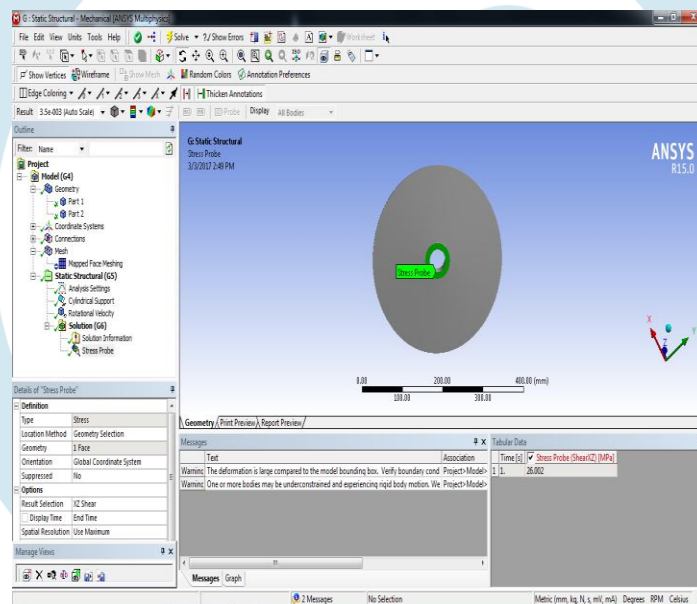 G : Static Structural - Mechanical [ANSYS Multiphysics]
File Edit View Units Tools Help Solve ?/ Show Errors Worksheet
Show Vertices Wireframe Show Mesh Random Colors Annotation Preferences
Edge Coloring Thicken Annotations
Result 3.5e-003 (Auto Scale) Probe Display All Bodies
Outline
Filter: Name
Project
Model (G4)
Geometry
Part 1
Part 2
Coordinate Systems
Connections
Mesh
Mapped Face Meshing
Static Structural (G5)
Analysis Settings
Cylindrical Support
Rotational Velocity
Solution (G6)
Solution Information
Stress Probe
G: Static Structural
Stress Probe
3/3/2017 2:49 PM
ANSYS
R15.0
Stress Probe
X
Y
Z
0.00 200.00 400.00 (mm)
100.00 300.00
Geometry Print Preview Report Preview
Details of "Stress Probe"
Definition
Type Stress
Location Method Geometry Selection
Geometry 1 Face
Orientation Global Coordinate System
Suppressed No
Options
Result Selection XZ Shear
Display Time End Time
Spatial Resolution Use Maximum
Manage Views
Messages
Text Association
Warning The deformation is large compared to the model bounding box. Verify boundary cond Project>Model>
Warning One or more bodies may be underconstrained and experiencing rigid body motion. We Project>Model>
Messages Graph
Tabular Data
Time [s] Stress Probe (ShearXZ) [MPa]
1 1. 26.002
2 Messages No Selection Metric (mm, kg, N, s, mV, mA) Degrees RPM Celsius